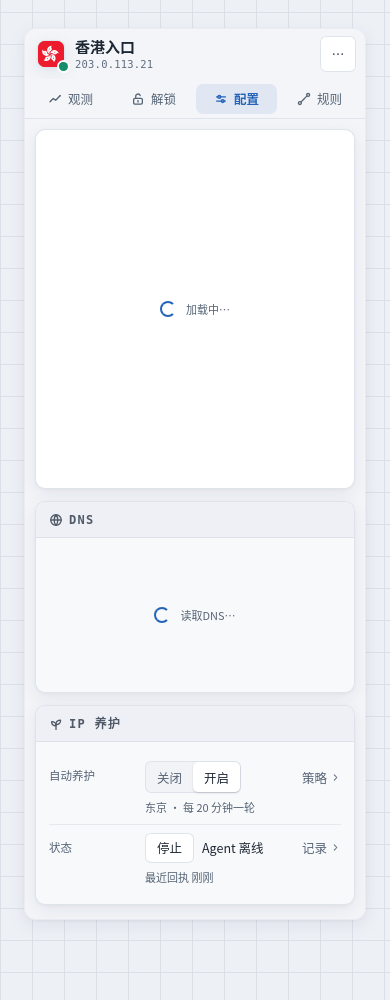 香港入口
203.0.113.21
···
观测 解锁 配置 规则
加载中···
DNS
读取DNS···
IP 养护
自动养护 关闭 开启 策略
东京 · 每 20 分钟一轮
状态 停止 Agent 离线 记录
最近回执 刚刚